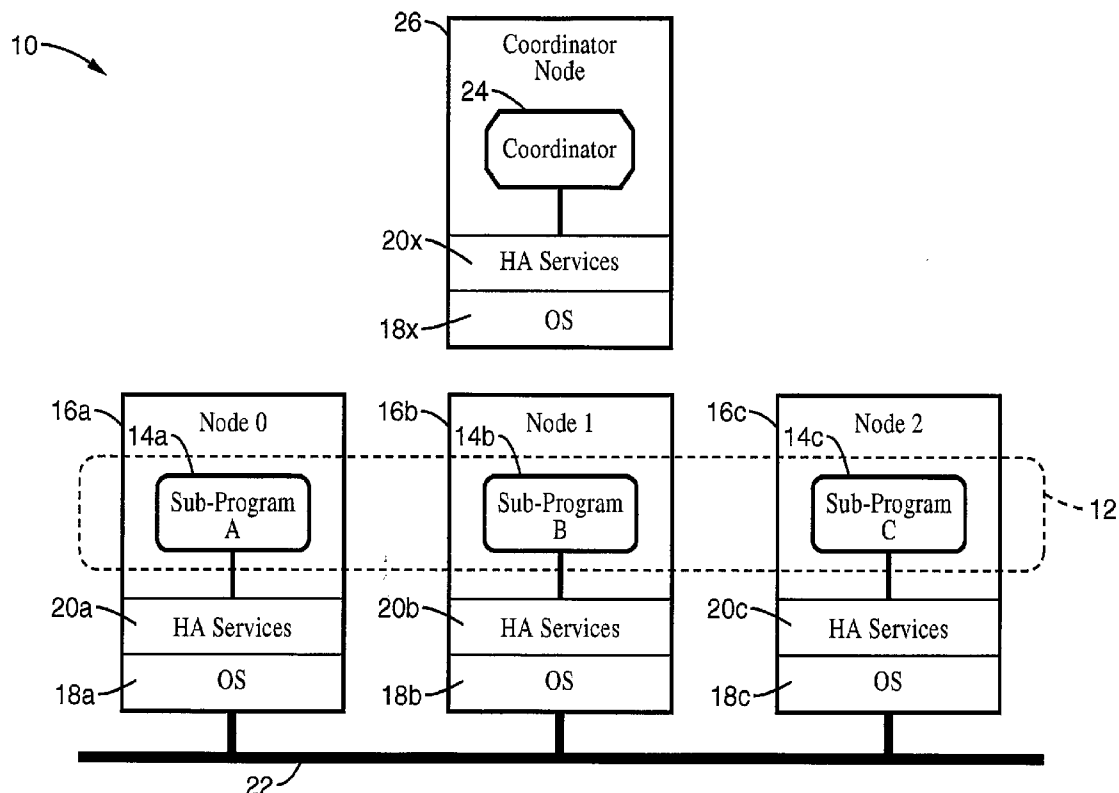 10
26
Coordinator
Node
24
Coordinator
20x
HA Services
18x
OS
16a
Node 0
16b
Node 1
16c
Node 2
14a
14b
14c
Sub-Program
A
Sub-Program
B
Sub-Program
C
12
20a
HA Services
20b
HA Services
20c
HA Services
18a
OS
18b
OS
18c
OS
22